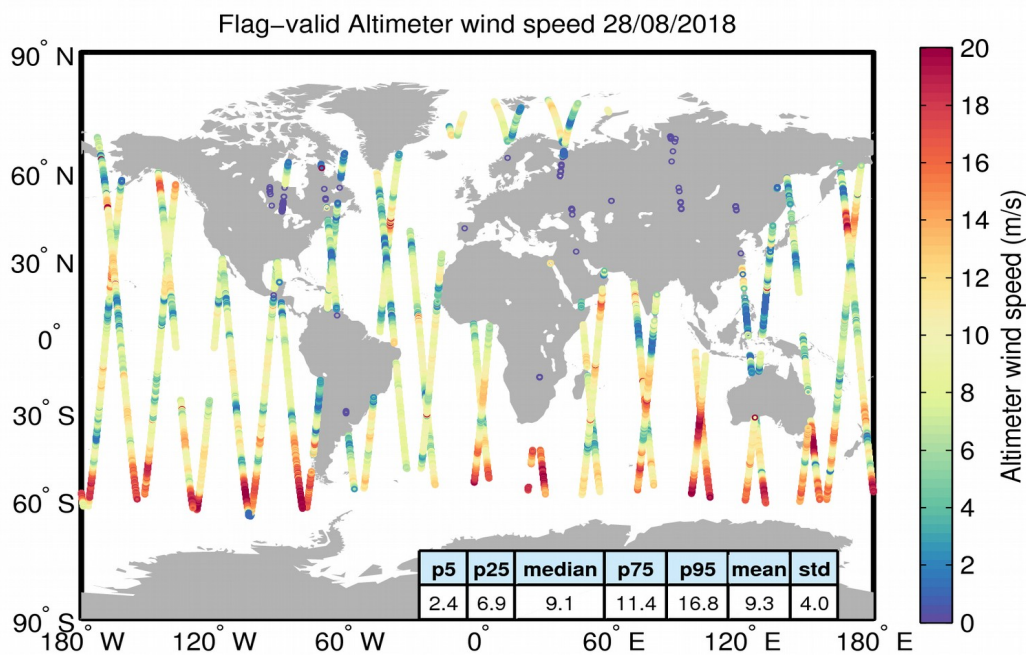 Flag−valid Altimeter wind speed 28/08/2018
90° N
60° N
30° N
0°
30° S
60° S
90° S
180° W
120° W
60° W
0°
60° E
120° E
180° E
p5 p25 median p75 p95 mean std
2.4 6.9 9.1 11.4 16.8 9.3 4.0
20
18
16
14
12
10
8
6
4
2
0
Altimeter wind speed (m/s)